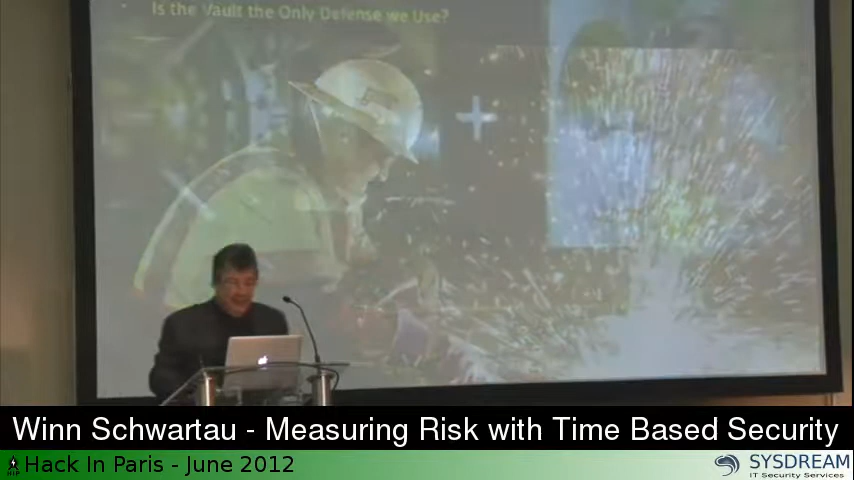 Is the Vault the Only Defense we Use?
Winn Schwartau - Measuring Risk with Time Based Security
Hack In Paris - June 2012
SYSDREAM
IT Security Services
HIP